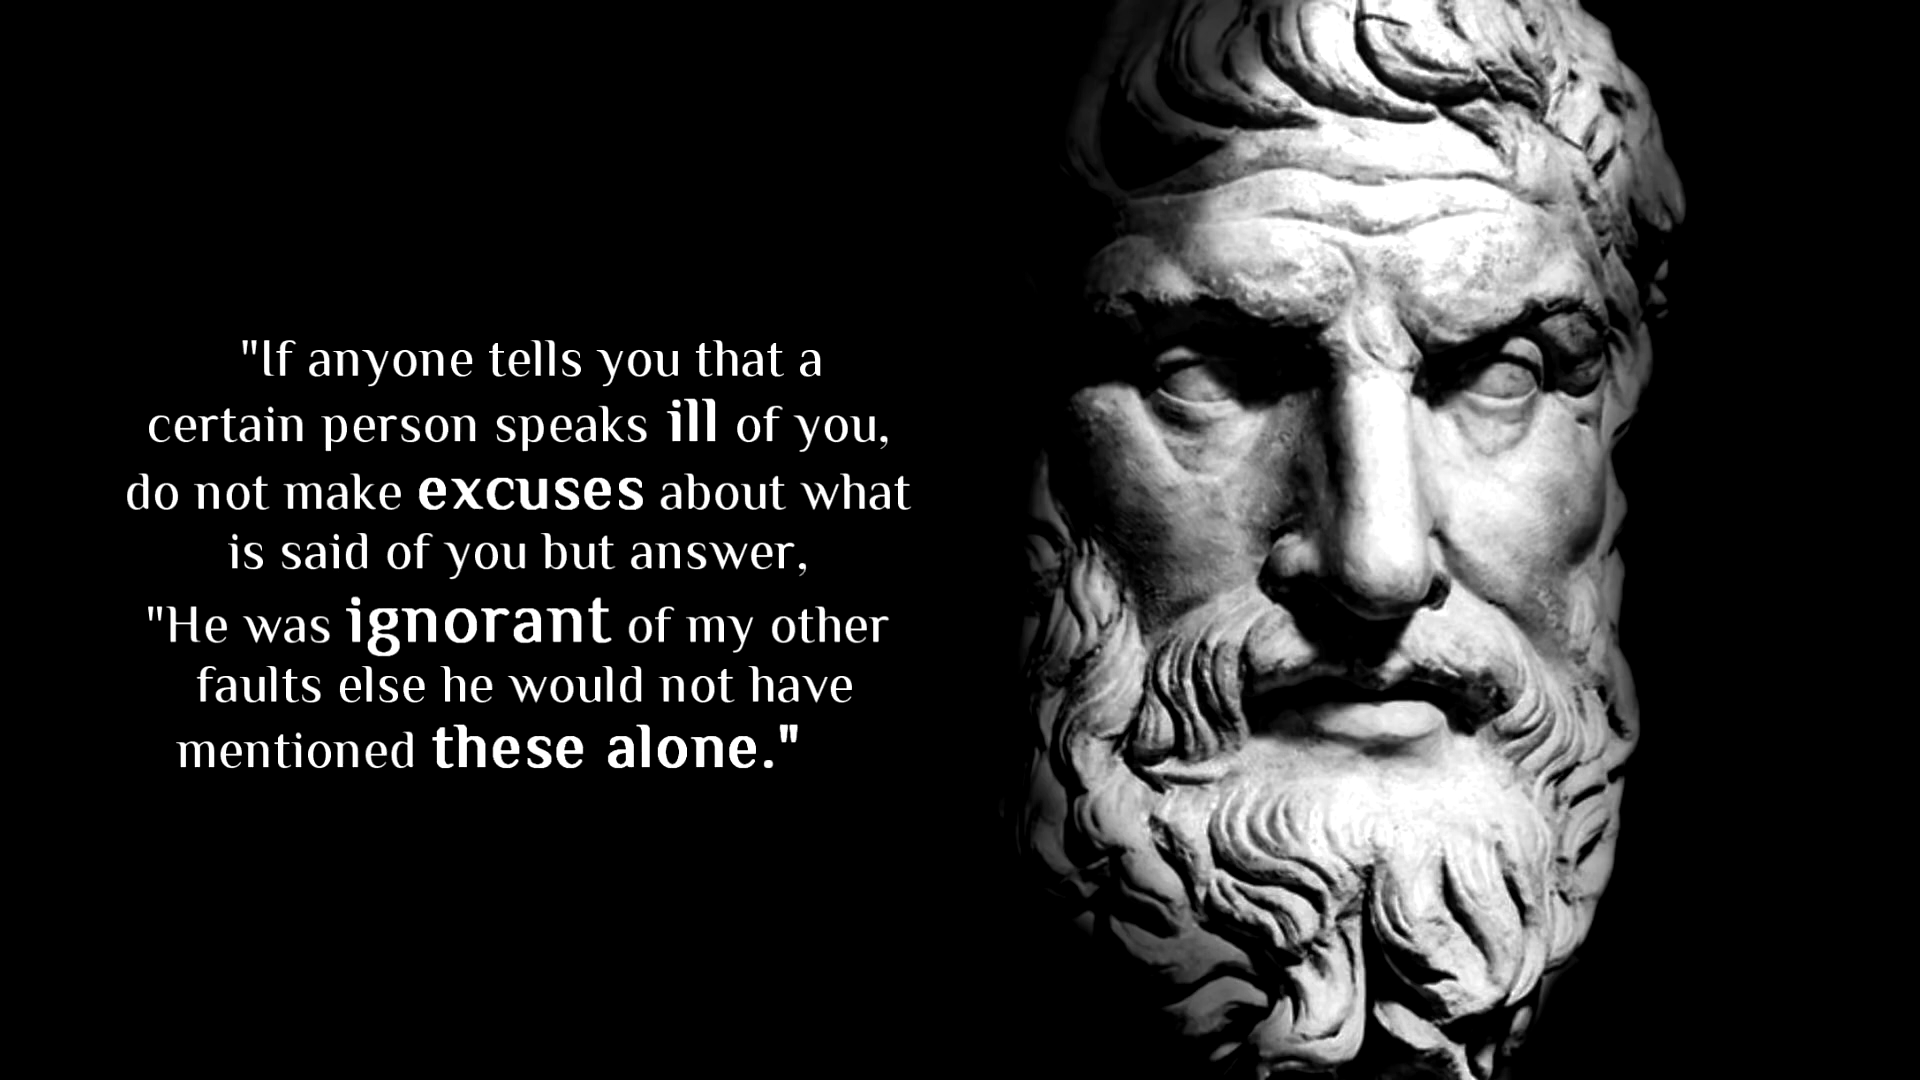 "If anyone tells you that a
certain person speaks ill of you,
do not make excuses about what
is said of you but answer,
"He was ignorant of my other
faults else he would not have
mentioned these alone."